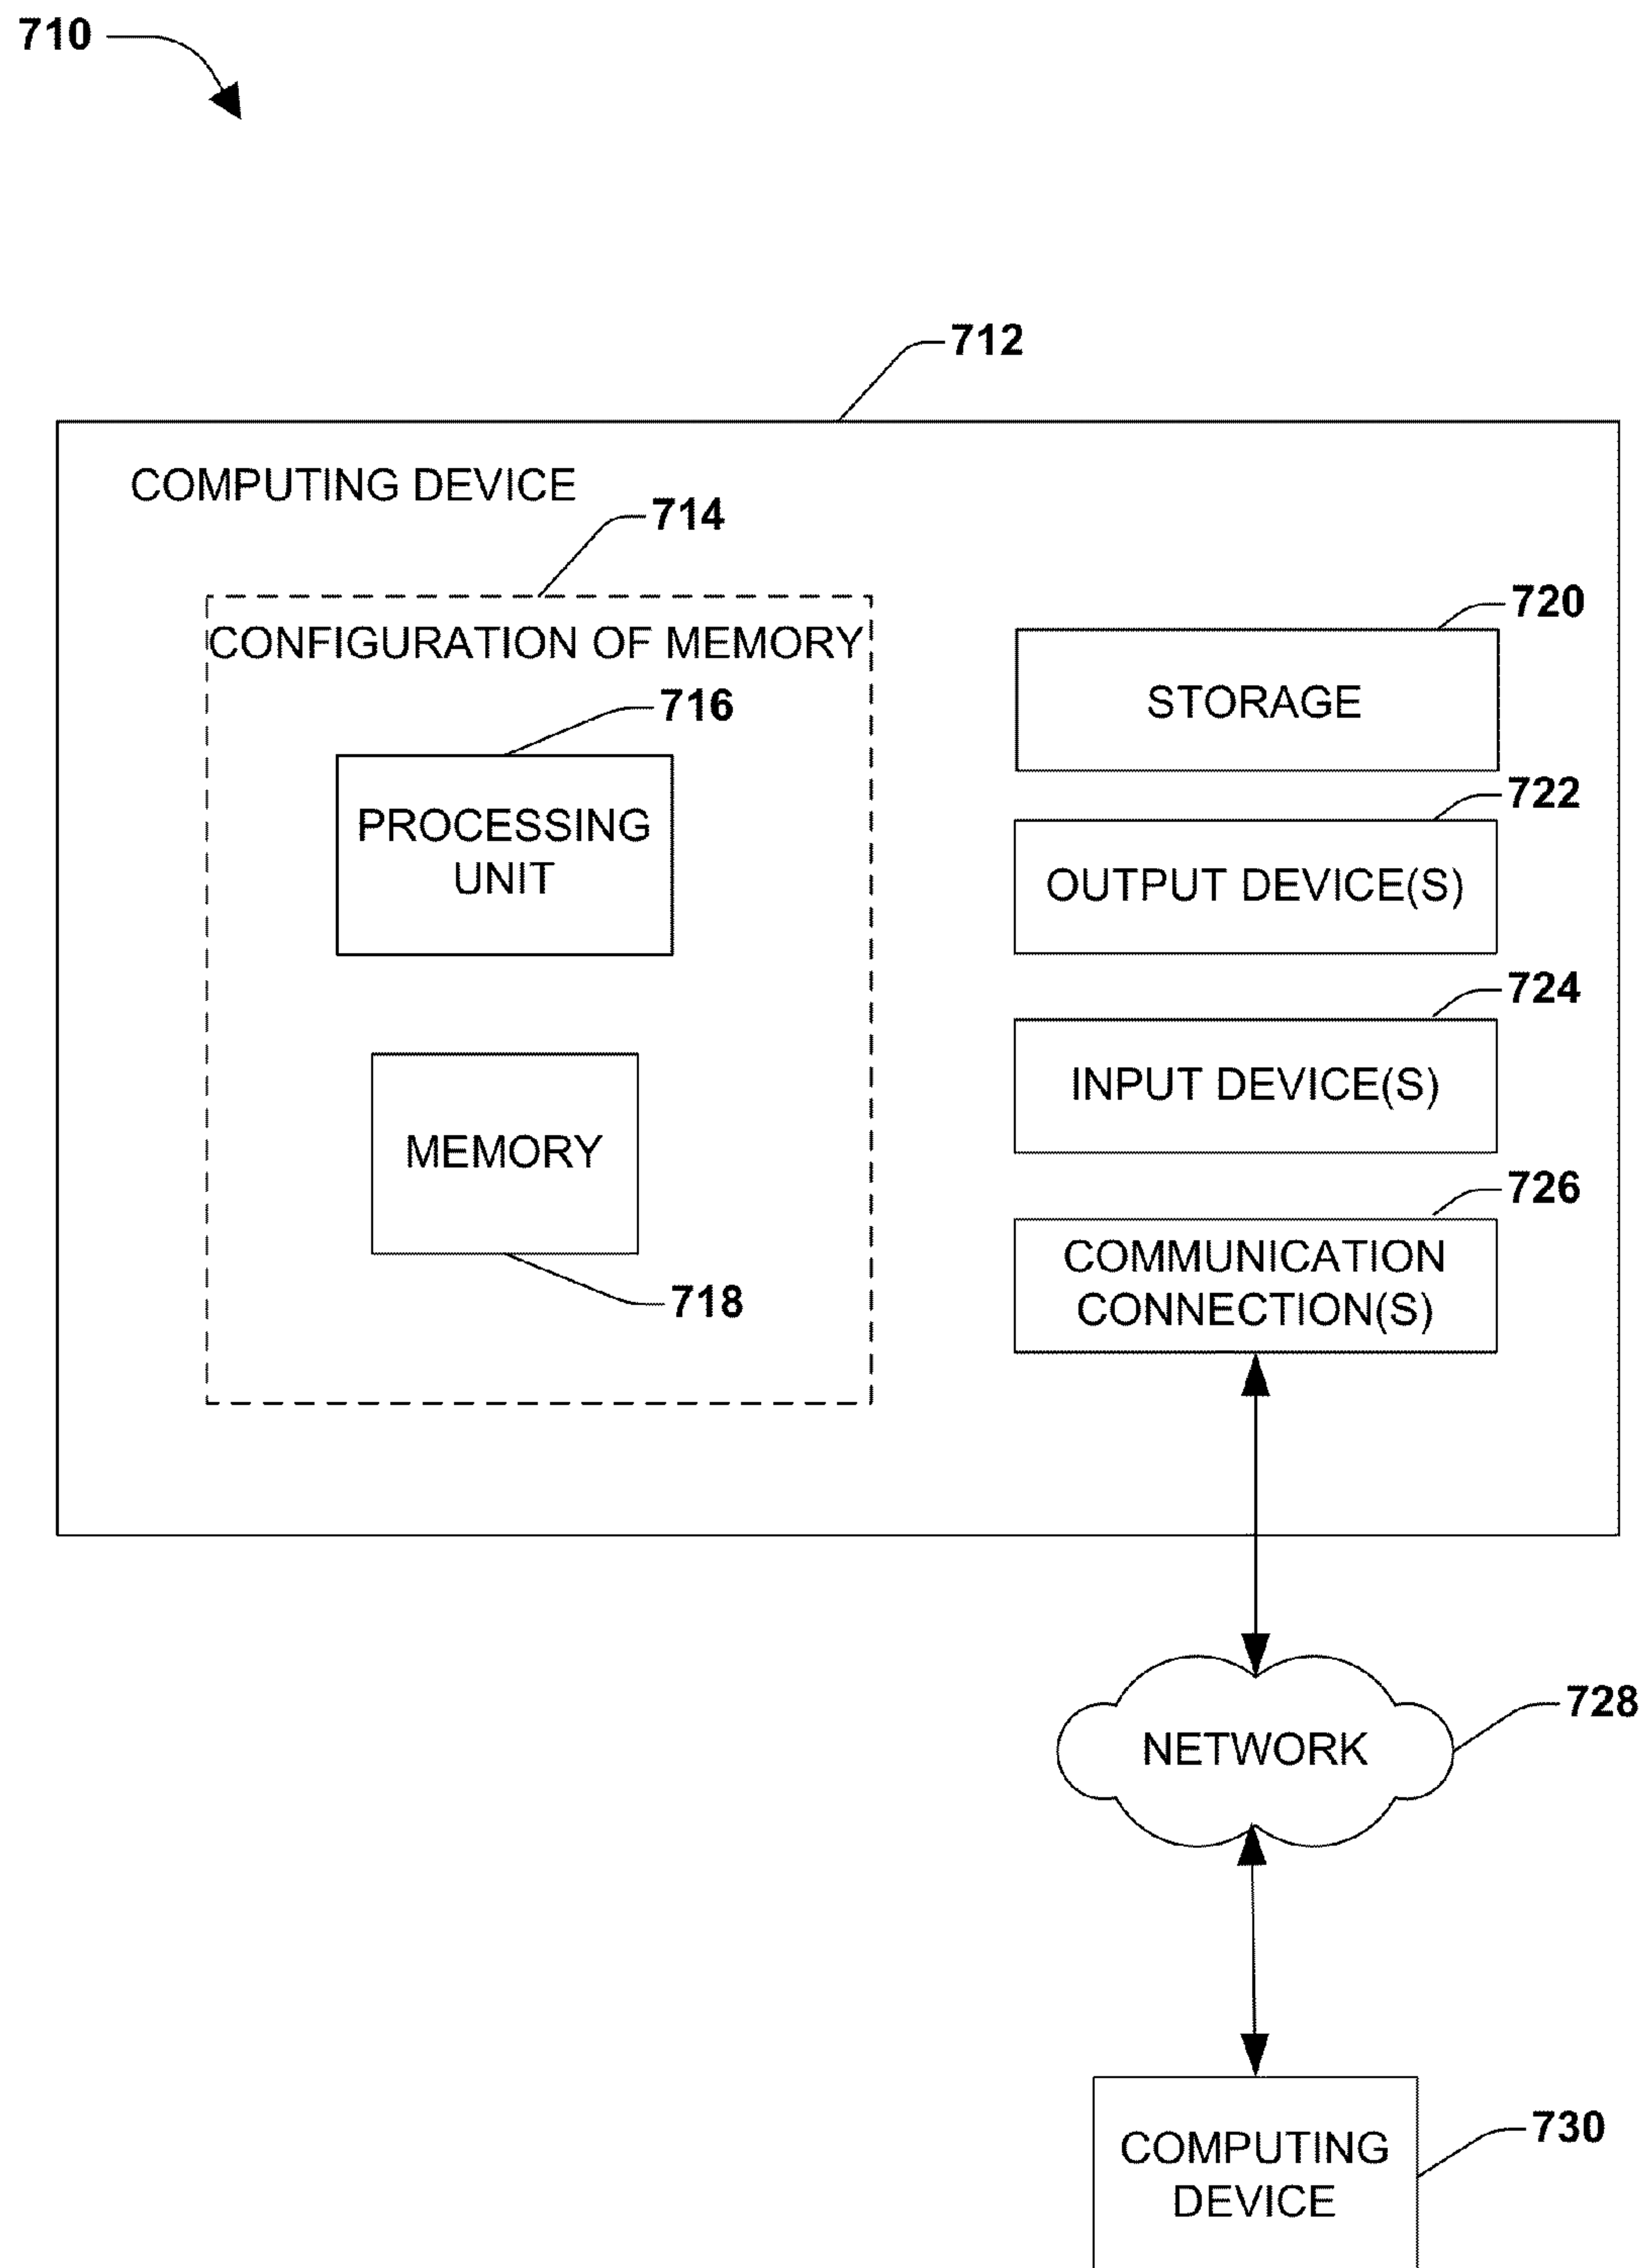 710
712
COMPUTING DEVICE
714
CONFIGURATION OF MEMORY
716
PROCESSING
UNIT
MEMORY
718
720
STORAGE
722
OUTPUT DEVICE(S)
724
INPUT DEVICE(S)
726
COMMUNICATION
CONNECTION(S)
728
NETWORK
730
COMPUTING
DEVICE